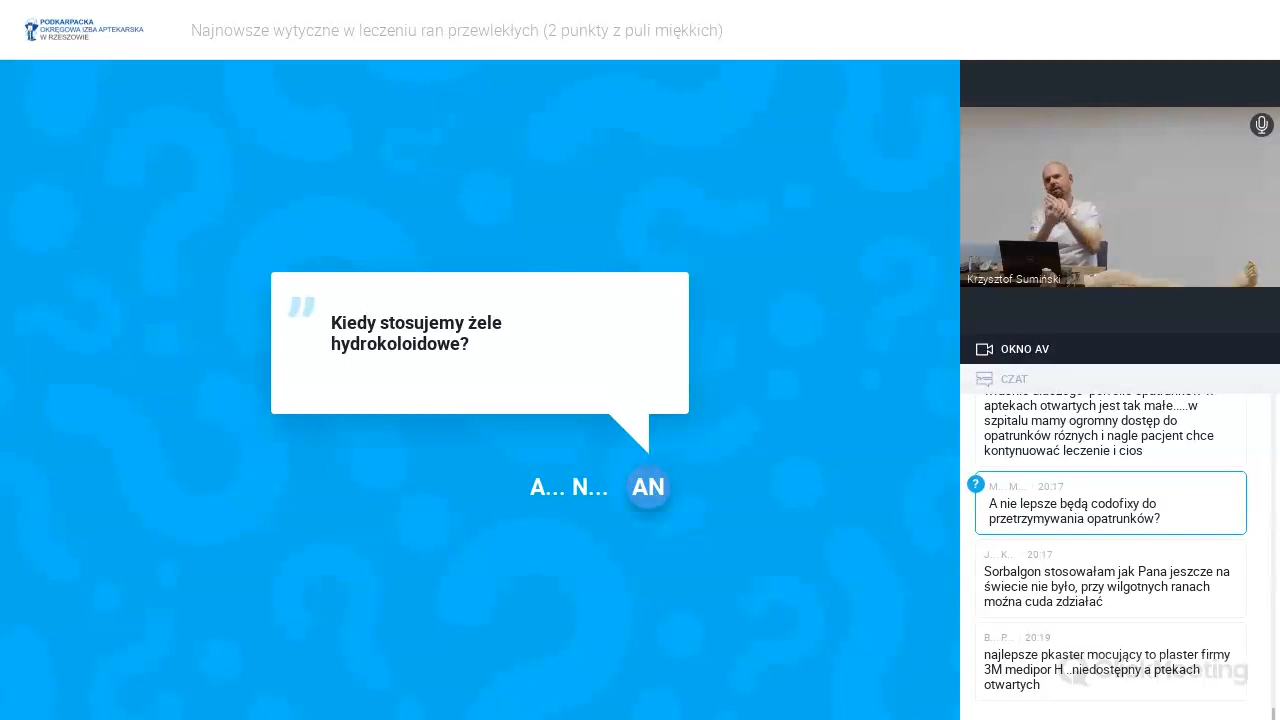 PODKARPACKA
OKRĘGOWA IZBA APTEKARSKA
W RZESZOWIE
Najnowsze wytyczne w leczeniu ran przewlekłych (2 punkty z puli miękkich)
Kiedy stosujemy żele
hydrokoloidowe?
A... N... AN
Krzysztof Sumiński
OKNO AV
CZAT
aptekach otwartych jest tak małe.....w
szpitalu mamy ogromny dostęp do
opatrunków róznych i nagle pacjent chce
kontynuować leczenie i cios
?
M... M... 20:17
A nie lepsze będą codofixy do
przetrzymywania opatrunków?
J... K... 20:17
Sorbalgon stosowałam jak Pana jeszcze na
świecie nie było, przy wilgotnych ranach
można cuda zdziałać
B... P... 20:19
najlepsze pkaster mocujący to plaster firmy
3M medipor H ..niedostępny a ptekach
otwartych